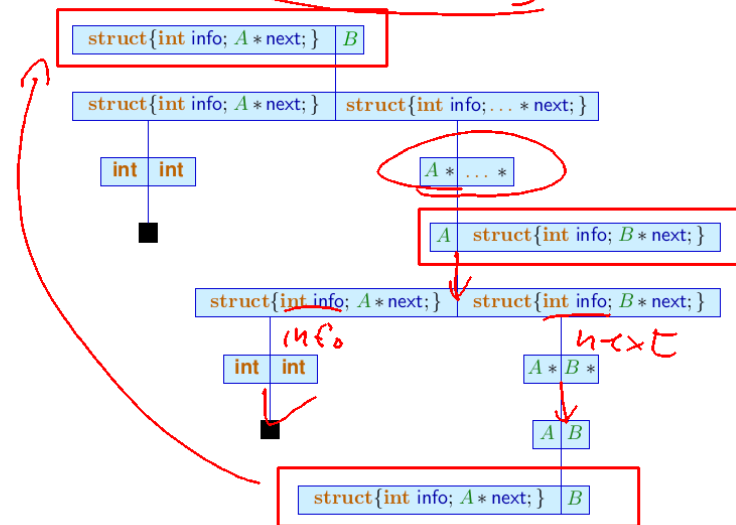 struct{int info; A * next; } B
struct{int info; A * next; } struct{int info; . . . * next; }
int int A * . . . *
A struct{int info; B * next; }
struct{int info; A * next; } struct{int info; B * next; }
info next
int int A * B *
A B
struct{int info; A * next; } B